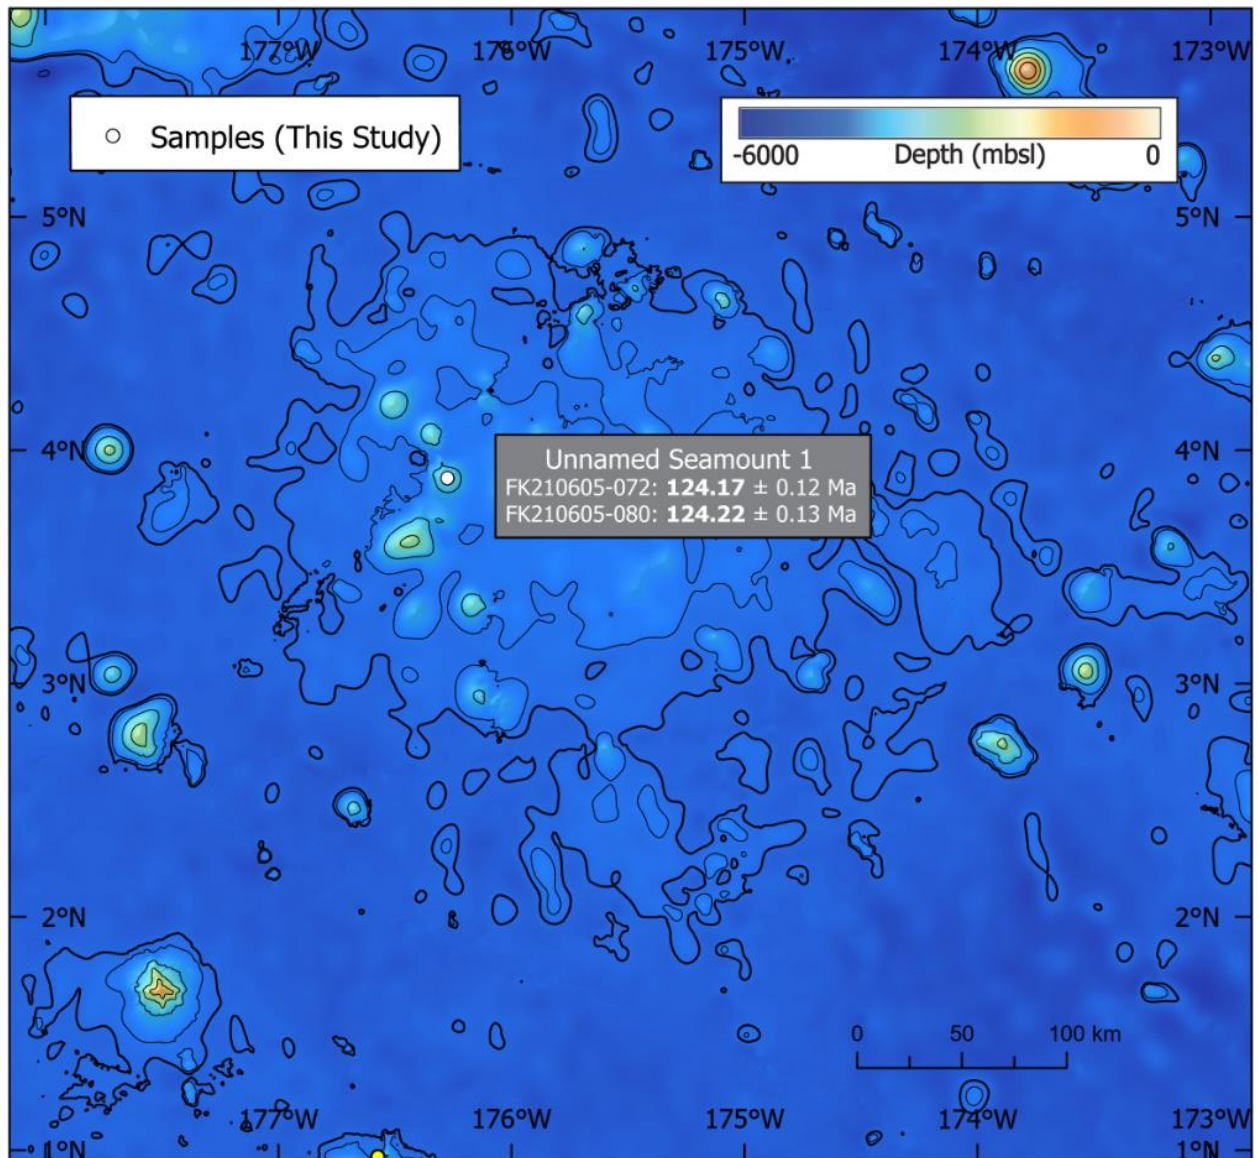 177°W 176°W 175°W 174°W 173°W
Samples (This Study)
-6000 Depth (mbsl) 0
5°N 5°N
4°N 4°N
Unnamed Seamount 1
FK210605-072: 124.17 ± 0.12 Ma
FK210605-080: 124.22 ± 0.13 Ma
3°N 3°N
2°N 2°N
0 50 100 km
177°W 176°W 175°W 174°W 173°W
1°N 1°N